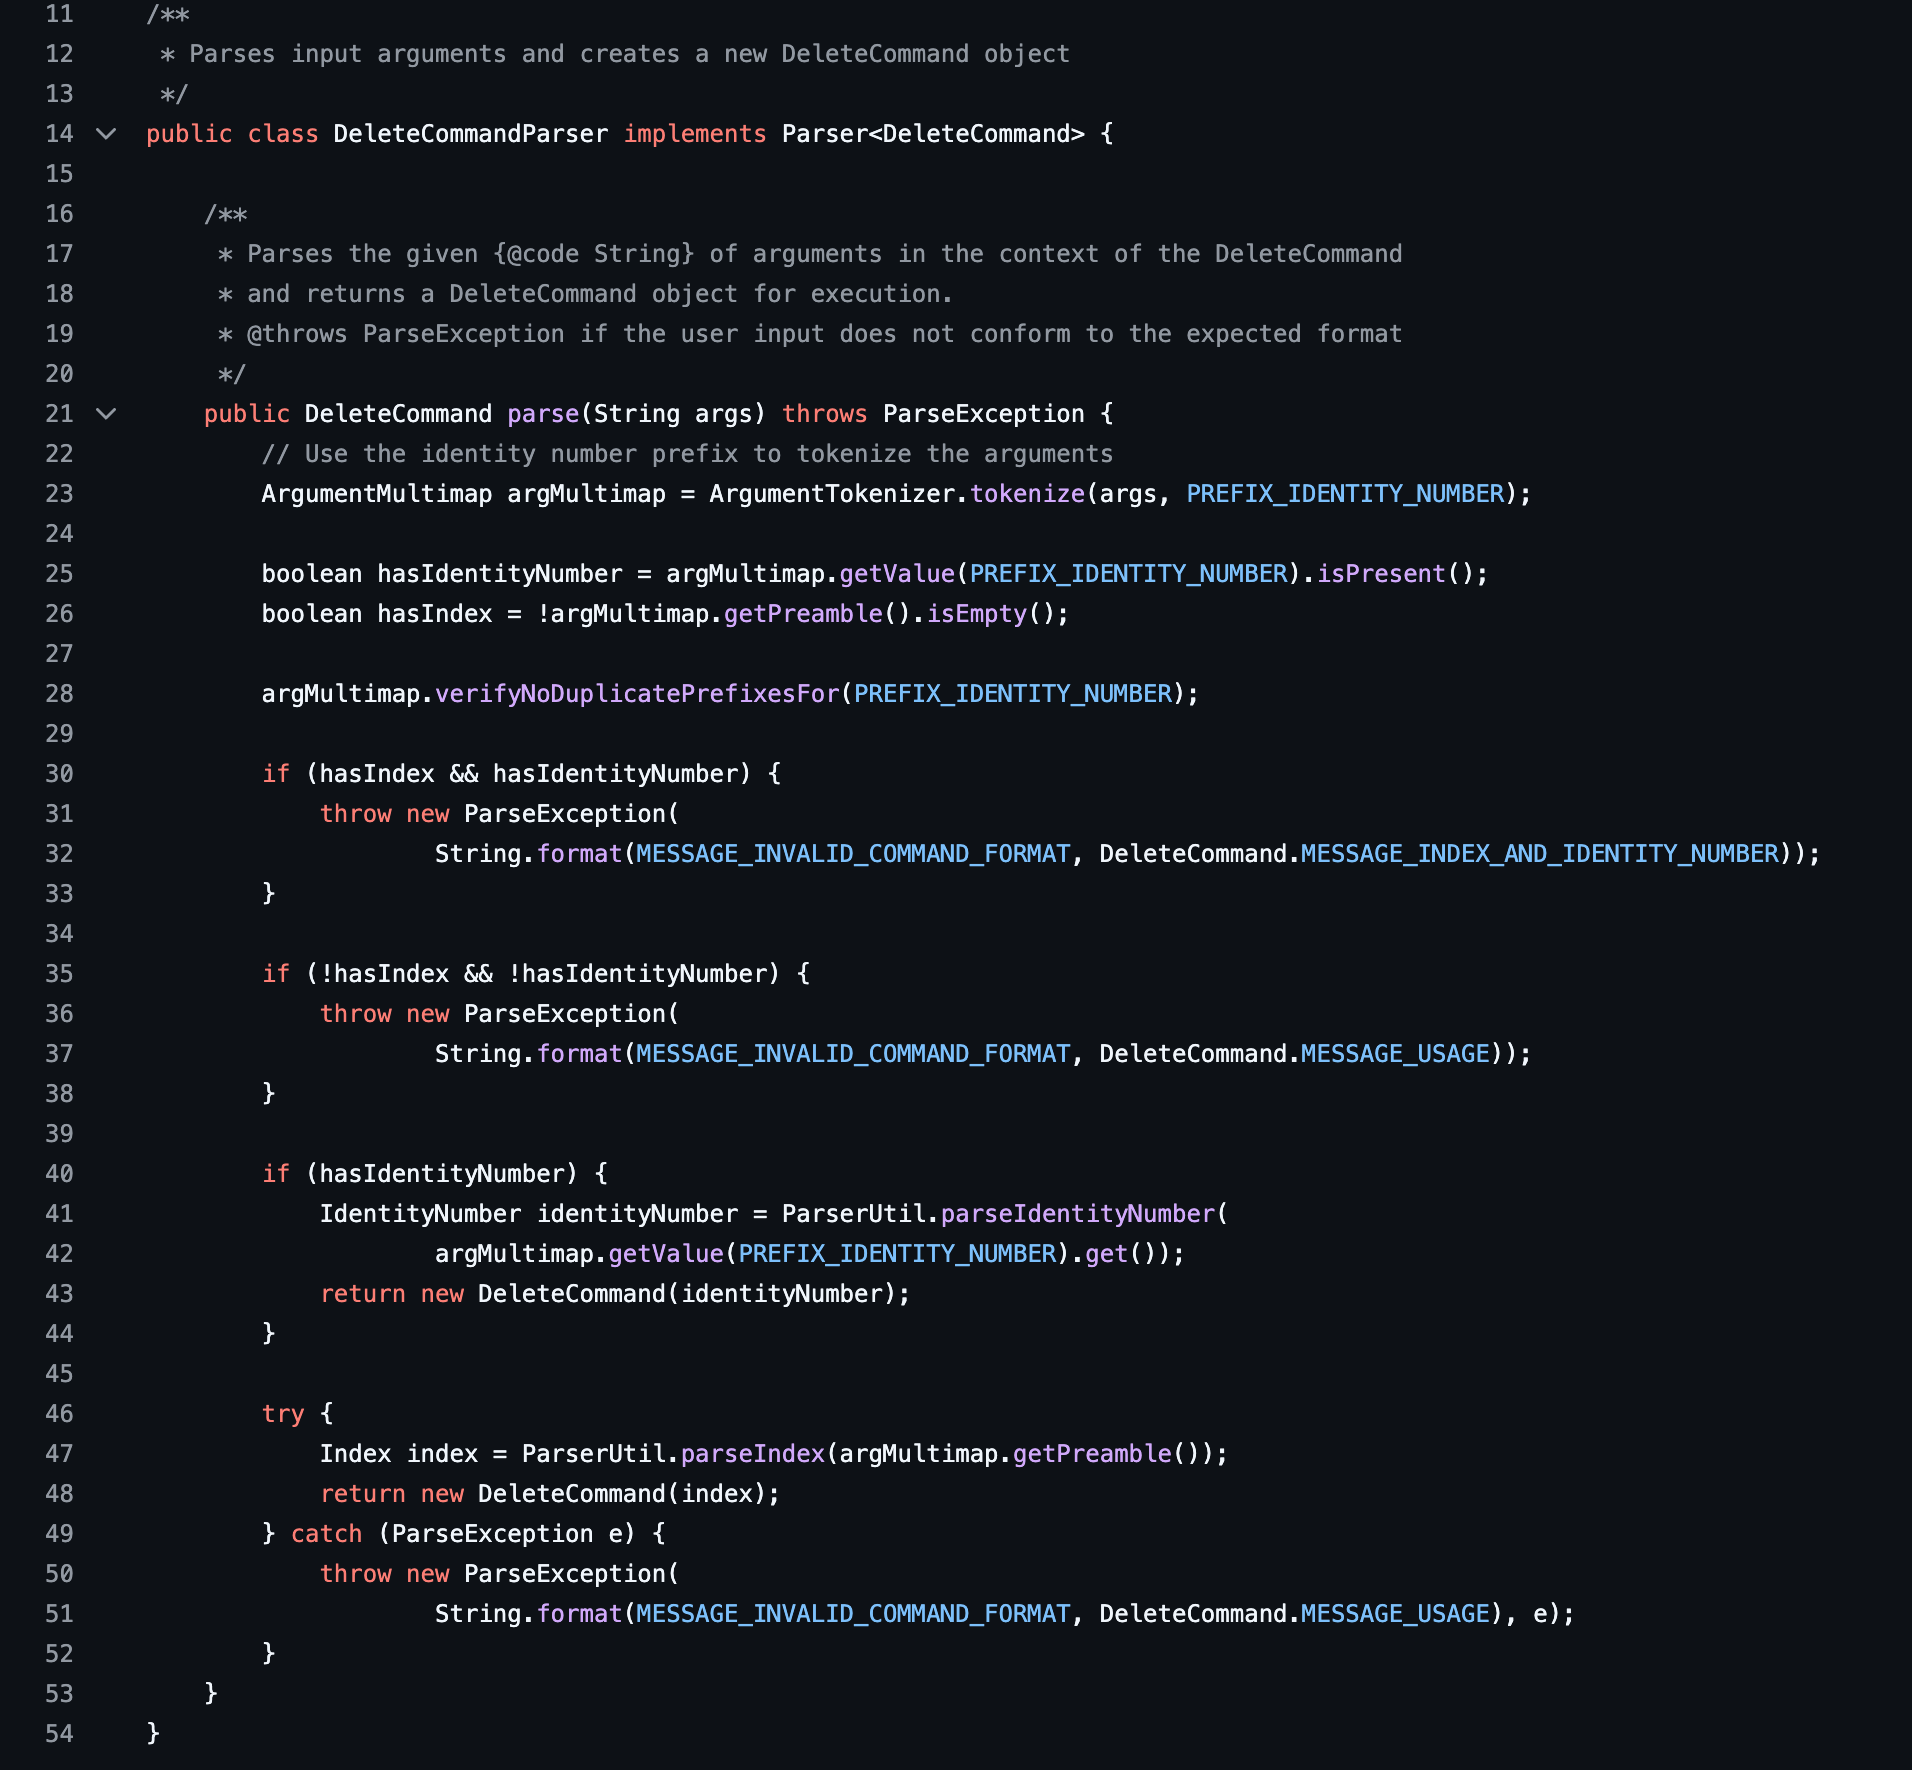 11 /**
12  * Parses input arguments and creates a new DeleteCommand object
13  */
14 public class DeleteCommandParser implements Parser<DeleteCommand> {
15
16     /**
17      * Parses the given {@code String} of arguments in the context of the DeleteCommand
18      * and returns a DeleteCommand object for execution.
19      * @throws ParseException if the user input does not conform to the expected format
20      */
21     public DeleteCommand parse(String args) throws ParseException {
22         // Use the identity number prefix to tokenize the arguments
23         ArgumentMultimap argMultimap = ArgumentTokenizer.tokenize(args, PREFIX_IDENTITY_NUMBER);
24
25         boolean hasIdentityNumber = argMultimap.getValue(PREFIX_IDENTITY_NUMBER).isPresent();
26         boolean hasIndex = !argMultimap.getPreamble().isEmpty();
27
28         argMultimap.verifyNoDuplicatePrefixesFor(PREFIX_IDENTITY_NUMBER);
29
30         if (hasIndex && hasIdentityNumber) {
31             throw new ParseException(
32                     String.format(MESSAGE_INVALID_COMMAND_FORMAT, DeleteCommand.MESSAGE_INDEX_AND_IDENTITY_NUMBER));
33         }
34
35         if (!hasIndex && !hasIdentityNumber) {
36             throw new ParseException(
37                     String.format(MESSAGE_INVALID_COMMAND_FORMAT, DeleteCommand.MESSAGE_USAGE));
38         }
39
40         if (hasIdentityNumber) {
41             IdentityNumber identityNumber = ParserUtil.parseIdentityNumber(
42                     argMultimap.getValue(PREFIX_IDENTITY_NUMBER).get());
43             return new DeleteCommand(identityNumber);
44         }
45
46         try {
47             Index index = ParserUtil.parseIndex(argMultimap.getPreamble());
48             return new DeleteCommand(index);
49         } catch (ParseException e) {
50             throw new ParseException(
51                     String.format(MESSAGE_INVALID_COMMAND_FORMAT, DeleteCommand.MESSAGE_USAGE), e);
52         }
53     }
54 }